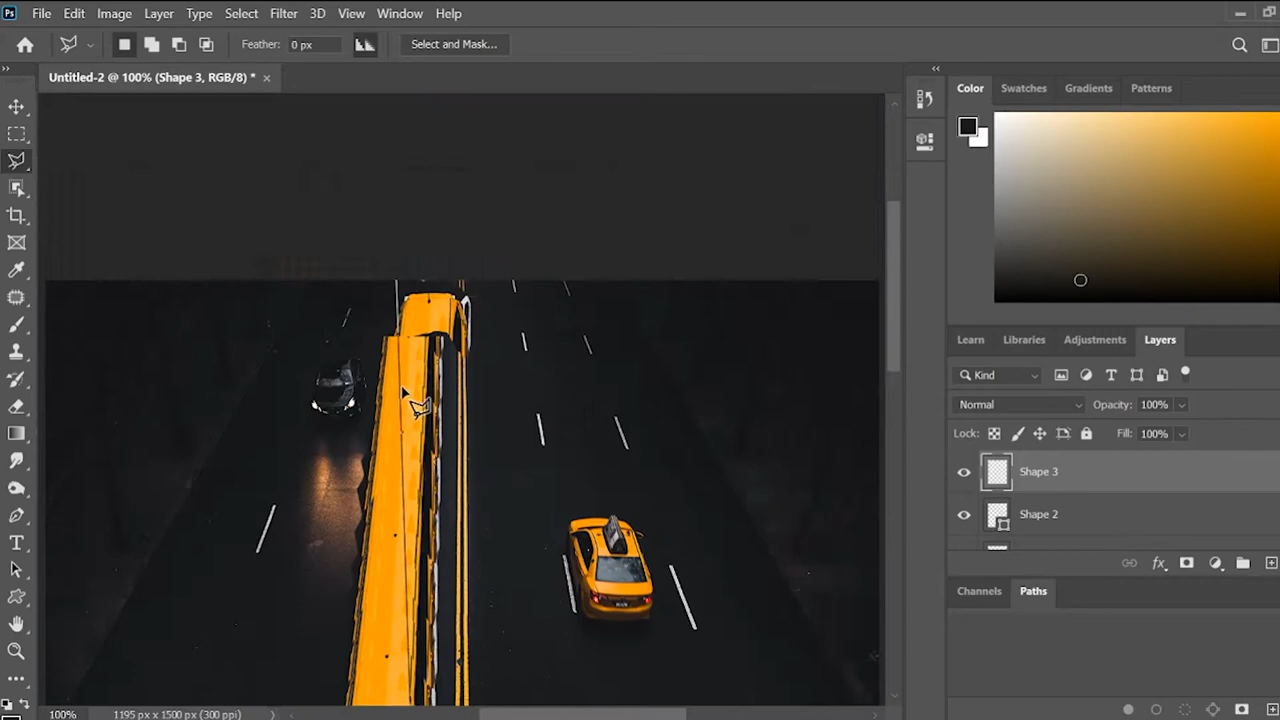 Ps File Edit Image Layer Type Select Filter 3D View Window Help
Feather: 0 px Select and Mask...
Untitled-2 @ 100% (Shape 3, RGB/8) * ×
Color Swatches Gradients Patterns
Learn Libraries Adjustments Layers
Kind
Normal Opacity: 100%
Lock: Fill: 100%
Shape 3
Shape 2
fx
Channels Paths
100% 1195 px x 1500 px (300 ppi)